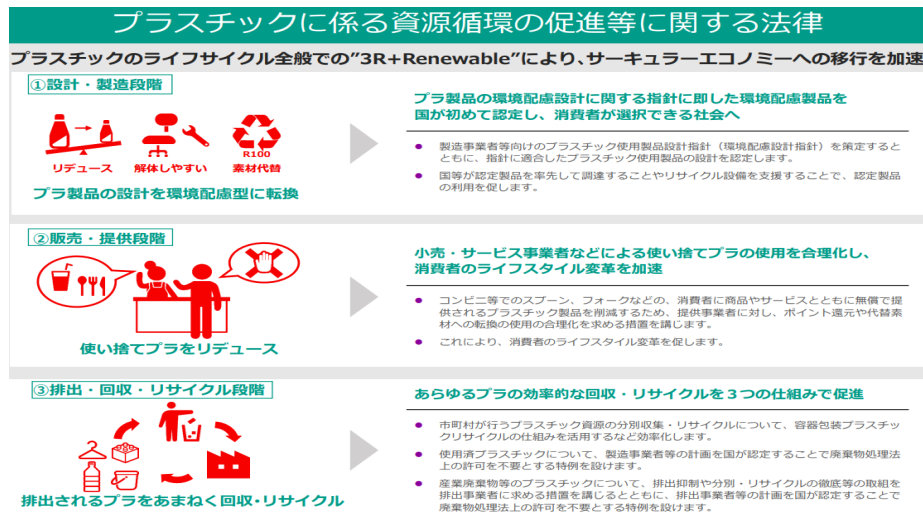 プラスチックに係る資源循環の促進等に関する法律
プラスチックのライフサイクル全般での"3R+Renewable"により、サーキュラーエコノミーへの移行を加速
①設計・製造段階
リデュース
解体しやすい
R100
素材代替
プラ製品の設計を環境配慮型に転換
プラ製品の環境配慮設計に関する指針に即した環境配慮製品を
国が初めて認定し、消費者が選択できる社会へ
● 製造事業者等向けのプラスチック使用製品設計指針（環境配慮設計指針）を策定すると
ともに、指針に適合したプラスチック使用製品の設計を認定します。
● 国等が認定製品を率先して調達することやリサイクル設備を支援することで、認定製品
の利用を促します。
②販売・提供段階
使い捨てプラをリデュース
小売・サービス事業者などによる使い捨てプラの使用を合理化し、
消費者のライフスタイル変革を加速
● コンビニ等でのスプーン、フォークなどの、消費者に商品やサービスとともに無償で提
供されるプラスチック製品を削減するため、提供事業者に対し、ポイント還元や代替素
材への転換の使用の合理化を求める措置を講じます。
● これにより、消費者のライフスタイル変革を促します。
③排出・回収・リサイクル段階
排出されるプラをあまねく回収・リサイクル
あらゆるプラの効率的な回収・リサイクルを３つの仕組みで促進
● 市町村が行うプラスチック資源の分別収集・リサイクルについて、容器包装プラスチッ
クリサイクルの仕組みを活用するなど効率化します。
● 使用済プラスチックについて、製造事業者等の計画を国が認定することで廃棄物処理法
上の許可を不要とする特例を設けます。
● 産業廃棄物等のプラスチックについて、排出抑制や分別・リサイクルの徹底等の取組を
排出事業者に求める措置を講じるとともに、排出事業者等の計画を国が認定することで
廃棄物処理法上の許可を不要とする特例を設けます。